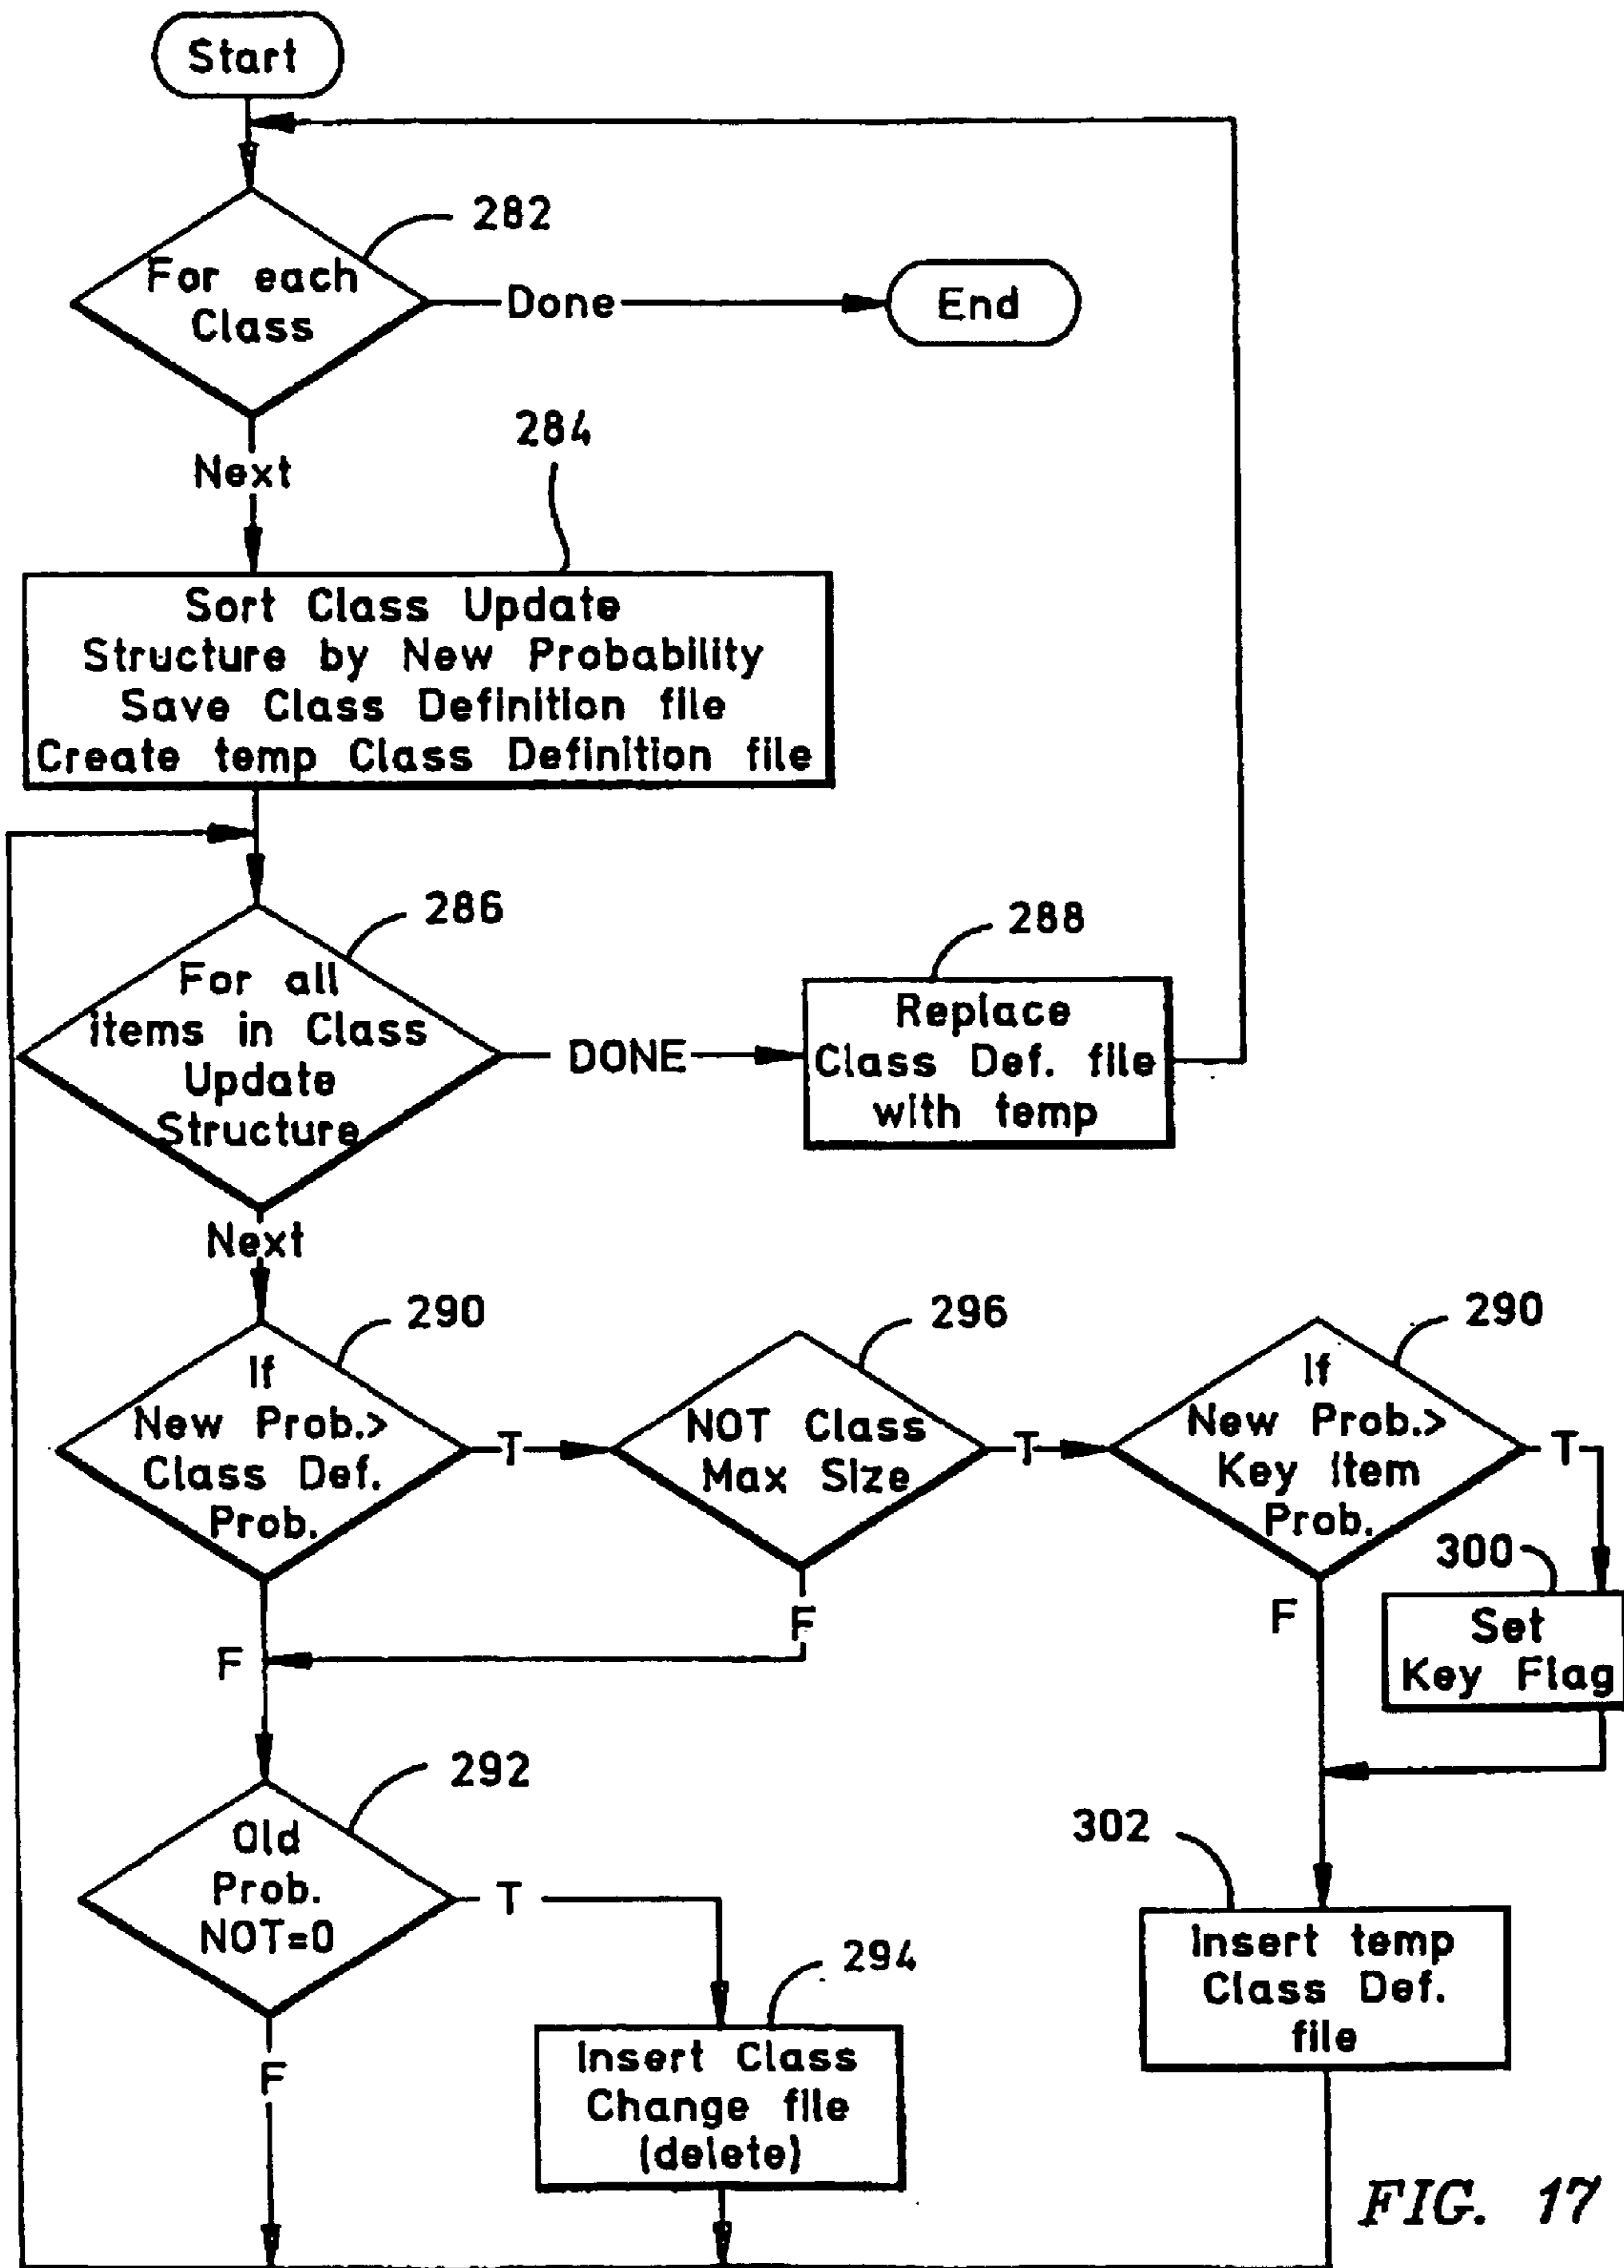 Start
282
For each
Class
Done
End
Next
284
Sort Class Update
Structure by New Probability
Save Class Definition file
Create temp Class Definition file
286
For all
items in Class
Update
Structure
DONE
288
Replace
Class Def. file
with temp
Next
290
If
New Prob.>
Class Def.
Prob.
T
296
NOT Class
Max Size
T
290
If
New Prob.>
Key Item
Prob.
T
F
F
F
300
Set
Key Flag
292
Old
Prob.
NOT=0
T
F
294
Insert Class
Change file
(delete)
302
Insert temp
Class Def.
file
FIG. 17